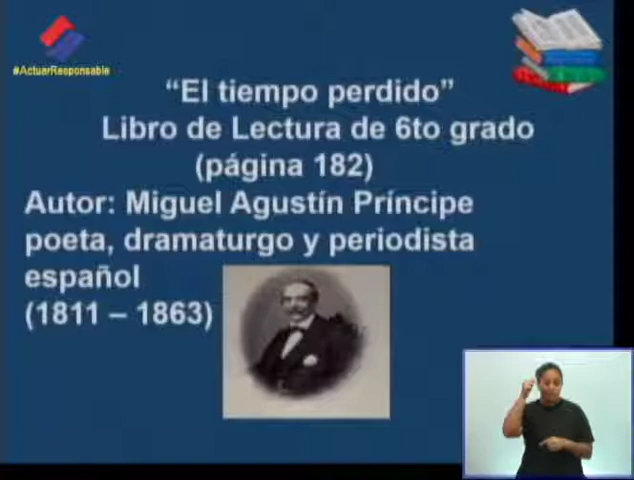 #ActuarResponsable
“El tiempo perdido”
Libro de Lectura de 6to grado
(página 182)
Autor: Miguel Agustín Príncipe
poeta, dramaturgo y periodista
español
(1811 – 1863)